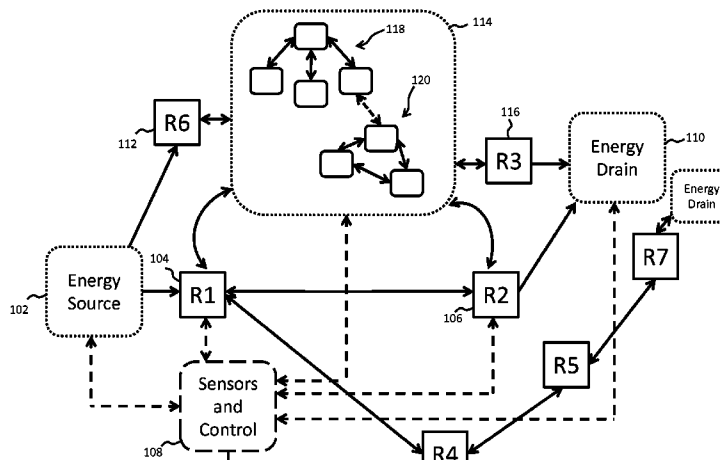 118
114
120
R6
112
116
R3
Energy
Drain
110
Energy
Drain
R7
104
Energy
Source
102
R1
R2
106
R5
Sensors
and
Control
108
R4